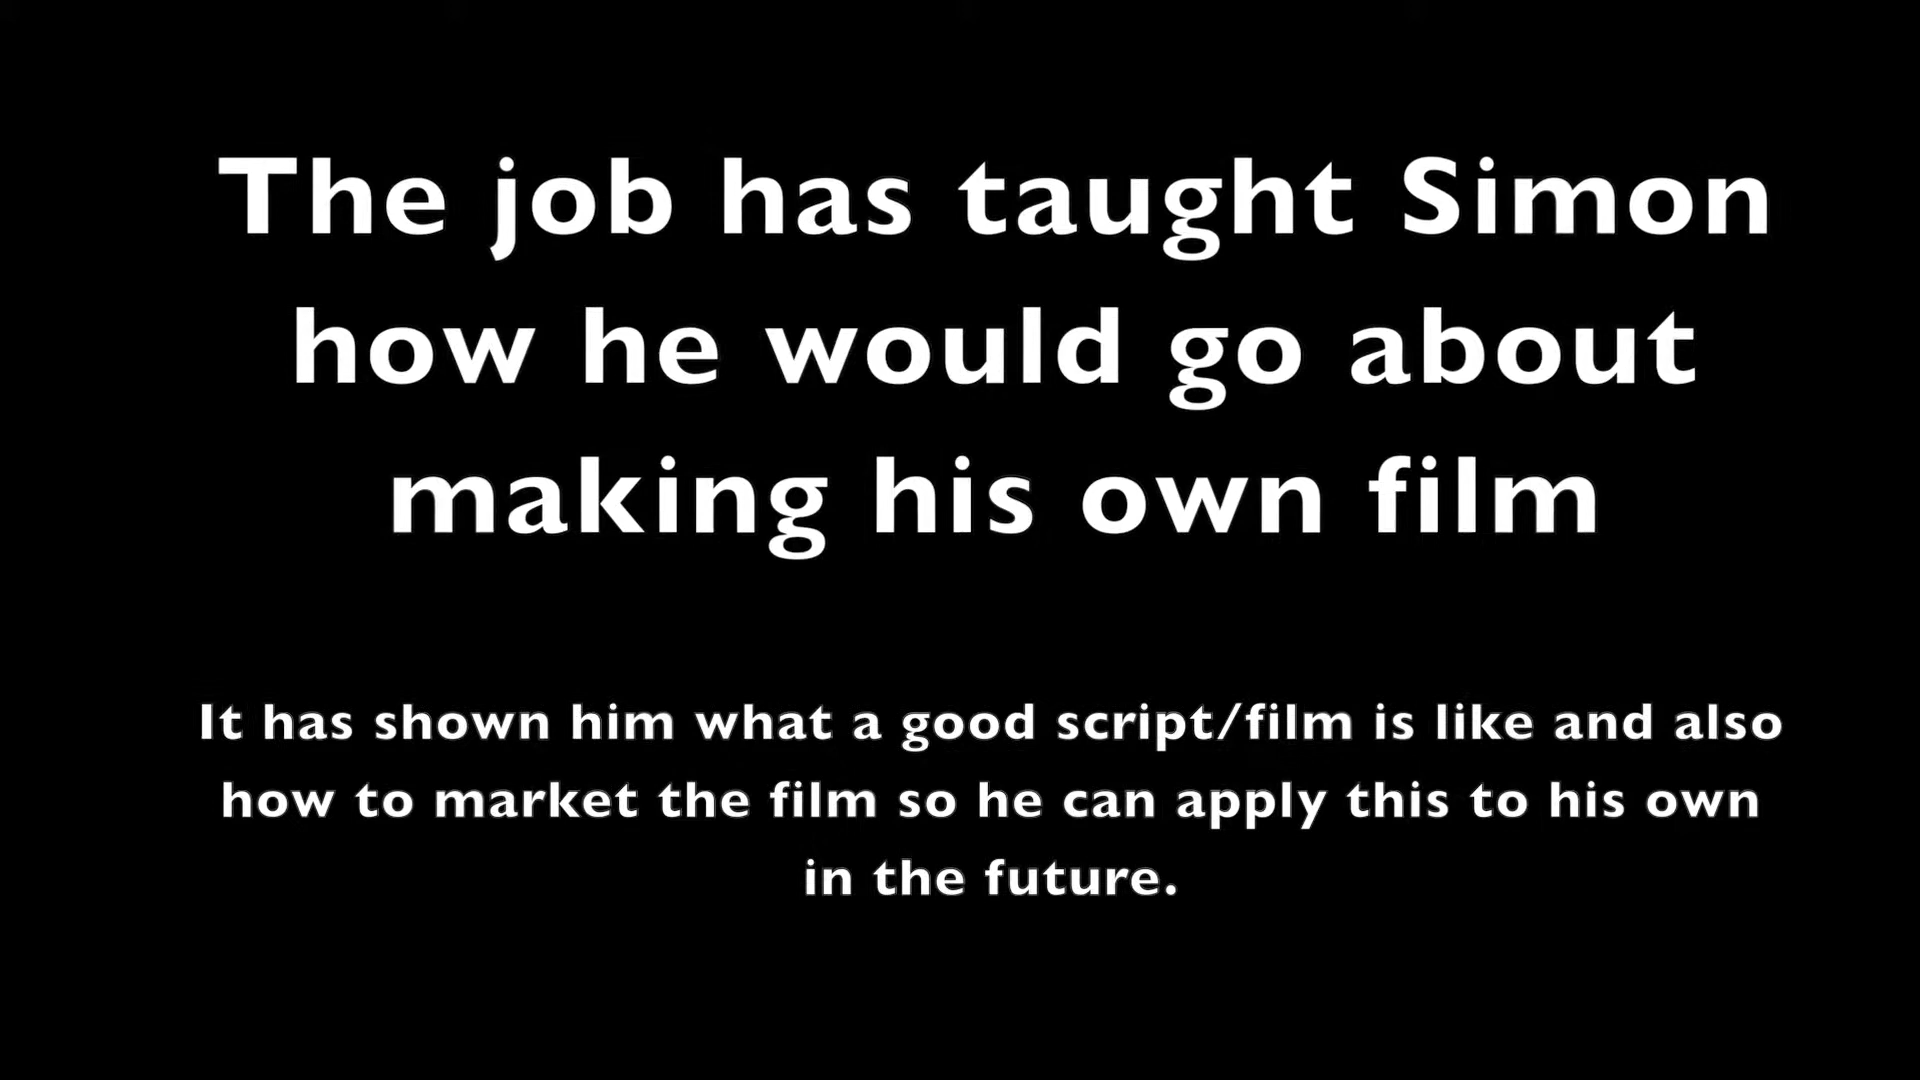 The job has taught Simon
how he would go about
making his own film
It has shown him what a good script/film is like and also
how to market the film so he can apply this to his own
in the future.